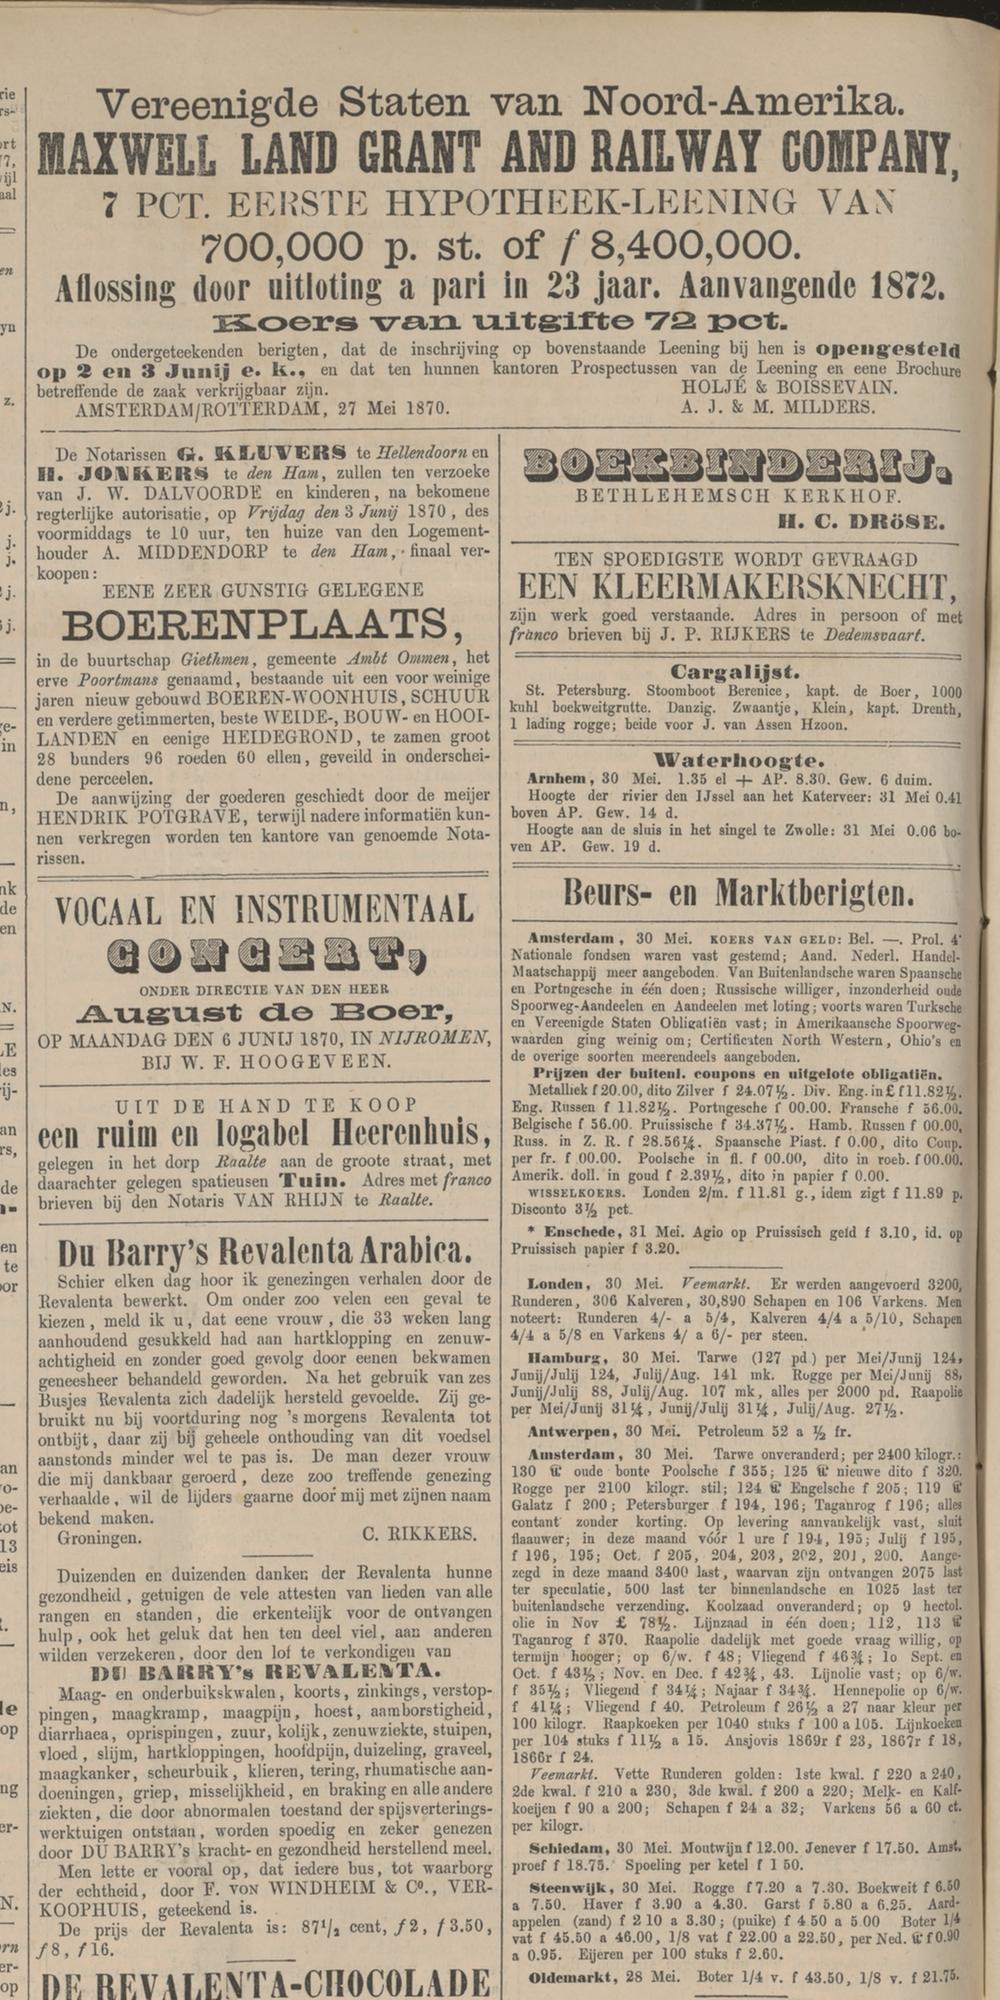 Vereenigde Staten van Noord-Amerika.
MAXWELL LAND GRANT AND RAILWAY COMPANY,
7 PCT. EERSTE HYPOTHEEK-LEENING VAN
700,000 p. st. of f 8,400,000.
Aflossing door uitloting a pari in 23 jaar. Aanvangende 1872.
Koers van uitgifte 72 pct.
De ondergeteekenden berigten, dat de inschrijving op bovenstaande Leening bij hen is opengesteld
op 2 en 3 Junij e. k., en dat ten hunnen kantoren Prospectussen van de Leening en eene Brochure
betreffende de zaak verkrijgbaar zijn. HOLJÉ & BOISSEVAIN.
AMSTERDAM/ROTTERDAM, 27 Mei 1870. A. J. & M. MILDERS.
De Notarissen G. KLUVERS te Hellendoorn en
H. JONKERS te den Ham, zullen ten verzoeke
van J. W. DALVOORDE en kinderen, na bekomene
regterlijke autorisatie, op Vrijdag den 3 Junij 1870, des
voormiddags te 10 uur, ten huize van den Logement-
houder A. MIDDENDORP te den Ham, finaal ver-
koopen:
EENE ZEER GUNSTIG GELEGENE
BOERENPLAATS,
in de buurtschap Giethmen, gemeente Ambt Ommen, het
erve Poortmans genaamd, bestaande uit een voor weinige
jaren nieuw gebouwd BOEREN-WOONHUIS, SCHUUR
en verdere getimmerten, beste WEIDE-, BOUW- en HOOI-
LANDEN en eenige HEIDEGROND, te zamen groot
28 bunders 96 roeden 60 ellen, geveild in onderschei-
dene perceelen.
De aanwijzing der goederen geschiedt door de meijer
HENDRIK POTGRAVE, terwijl nadere informatiën kun-
nen verkregen worden ten kantore van genoemde Nota-
rissen.
VOCAAL EN INSTRUMENTAAL
CONCERT,
ONDER DIRECTIE VAN DEN HEER
August de Boer,
OP MAANDAG DEN 6 JUNIJ 1870, IN NIJROMEN,
BIJ W. F. HOOGEVEEN.
UIT DE HAND TE KOOP
een ruim en logabel Heerenhuis,
gelegen in het dorp Raalte aan de groote straat, met
daarachter gelegen spatieusen Tuin. Adres met franco
brieven bij den Notaris VAN RHIJN te Raalte.
Du Barry's Revalenta Arabica.
Schier elken dag hoor ik genezingen verhalen door de
Revalenta bewerkt. Om onder zoo velen een geval te
kiezen, meld ik u, dat eene vrouw, die 33 weken lang
aanhoudend gesukkeld had aan hartklopping en zenuw-
achtigheid en zonder goed gevolg door eenen bekwamen
geneesheer behandeld geworden. Na het gebruik van zes
Busjes Revalenta zich dadelijk hersteld gevoelde. Zij ge-
bruikt nu bij voortduring nog 's morgens Revalenta tot
ontbijt, daar zij bij geheele onthouding van dit voedsel
aanstonds minder wel te pas is. De man dezer vrouw
die mij dankbaar geroerd, deze zoo treffende genezing
verhaalde, wil de lijders gaarne door mij met zijnen naam
bekend maken.
Groningen. C. RIKKERS.
Duizenden en duizenden danken der Revalenta hunne
gezondheid, getuigen de vele attesten van lieden van alle
rangen en standen, die erkentelijk voor de ontvangen
hulp, ook het geluk dat hen ten deel viel, aan anderen
wilden verzekeren, door den lof te verkondigen van
DU BARRY's REVALENTA.
Maag- en onderbuikskwalen, koorts, zinkings, verstop-
pingen, maagkramp, maagpijn, hoest, aamborstigheid,
diarrhaea, oprispingen, zuur, kolijk, zenuwziekte, stuipen,
vloed, slijm, hartkloppingen, hoofdpijn, duizeling, graveel,
maagkanker, scheurbuik, klieren, tering, rhumatische aan-
doeningen, griep, misselijkheid, en braking en alle andere
ziekten, die door abnormalen toestand der spijsverterings-
werktuigen ontstaan, worden spoedig en zeker genezen
door DU BARRY's kracht- en gezondheid herstellend meel.
Men lette er vooral op, dat iedere bus, tot waarborg
der echtheid, door F. VON WINDHEIM & Co., VER-
KOOPHUIS, geteekend is.
De prijs der Revalenta is: 87 1/2 cent, f 2, f 3.50,
f 8, f 16.
DE REVALENTA-CHOCOLADE
BOEKBINDERIJ.
BETHLEHEMSCH KERKHOF.
H. C. DRöSE.
TEN SPOEDIGSTE WORDT GEVRAAGD
EEN KLEERMAKERSKNECHT,
zijn werk goed verstaande. Adres in persoon of met
franco brieven bij J. P. RIJKERS te Dedemsvaart.
Cargalijst.
St. Petersburg. Stoomboot Berenice, kapt. de Boer, 1000
kuhl boekweitgrutte. Danzig. Zwaantje, Klein, kapt. Drenth,
1 lading rogge; beide voor J. van Assen Hzoon.
Waterhoogte.
Arnhem, 30 Mei. 1.35 el + AP. 8.30. Gew. 6 duim.
Hoogte der rivier den IJssel aan het Katerveer: 31 Mei 0.41
boven AP. Gew. 14 d.
Hoogte aan de sluis in het singel te Zwolle: 31 Mei 0.06 bo-
ven AP. Gew. 19 d.
Beurs- en Marktberigten.
Amsterdam, 30 Mei. KOERS VAN GELD: Bel. —. Prol. 4
Nationale fondsen waren vast gestemd; Aand. Nederl. Handel-
Maatschappij meer aangeboden. Van Buitenlandsche waren Spaansche
en Portugesche in één doen; Russische williger, inzonderheid oude
Spoorweg-Aandeelen en Aandeelen met loting; voorts waren Turksche
en Vereenigde Staten Obligatiën vast; in Amerikaansche Spoorweg-
waarden ging weinig om; Certificaten North Western, Ohio's en
de overige soorten meerendeels aangeboden.
Prijzen der buitenl. coupons en uitgelote obligatiën.
Metalliek f 20.00, dito Zilver f 24.07½. Div. Eng. in £ f 11.82½.
Eng. Russen f 11.82½. Portugesche f 00.00. Fransche f 56.00.
Belgische f 56.00. Pruissische f 34.37½. Hamb. Russen f 00.00,
Russ. in Z. R. f 28.56¼. Spaansche Piast. f 0.00, dito Coup.
per fr. f 00.00. Poolsche in fl. f 00.00, dito in roeb. f 00.00.
Amerik. doll. in goud f 2.39½, dito in papier f 0.00.
WISSELKOERS. Londen 2/m. f 11.81 g., idem zigt f 11.89 p.
Disconto 3½ pct.
* Enschede, 31 Mei. Agio op Pruissisch geld f 3.10, id. op
Pruissisch papier f 3.20.
Londen, 30 Mei. Veemarkt. Er werden aangevoerd 3200,
Runderen, 306 Kalveren, 30,890 Schapen en 106 Varkens. Men
noteert: Runderen 4/- a 5/4, Kalveren 4/4 a 5/10, Schapen
4/4 a 5/8 en Varkens 4/ a 6/- per steen.
Hamburg, 30 Mei. Tarwe (127 pd.) per Mei/Junij 124,
Junij/Julij 124, Julij/Aug. 141 mk. Rogge per Mei/Junij 88,
Junij/Julij 88, Julij/Aug. 107 mk, alles per 2000 pd. Raapolie
per Mei/Junij 31¼, Junij/Julij 31¼, Julij/Aug. 27½.
Antwerpen, 30 Mei. Petroleum 52 a ½ fr.
Amsterdam, 30 Mei. Tarwe onveranderd; per 2400 kilogr.:
130 ℔ oude bonte Poolsche f 355; 125 ℔ nieuwe dito f 320.
Rogge per 2100 kilogr. stil; 124 ℔ Engelsche f 205; 119 ℔
Galatz f 200; Petersburger f 194, 196; Taganrog f 196; alles
contant zonder korting. Op levering aanvankelijk vast, sluit
flaauwer; in deze maand vóór 1 ure f 194, 195; Julij f 195,
f 196, 195; Oct. f 205, 204, 203, 202, 201, 200. Aange-
zegd in deze maand 3400 last, waarvan zijn ontvangen 2075 last
ter speculatie, 500 last ter binnenlandsche en 1025 last ter
buitenlandsche verzending. Koolzaad onveranderd; op 9 hectol.
olie in Nov £ 78½. Lijnzaad in één doen; 112, 113 ℔
Taganrog f 370. Raapolie dadelijk met goede vraag willig, op
termijn hooger; op 6/w. f 48; Vliegend f 46¾; 1o Sept. en
Oct. f 43½; Nov. en Dec. f 42¾, 43. Lijnolie vast; op 6/w.
f 35½; Vliegend f 34¼; Najaar f 34¾. Hennepolie op 6/w.
f 41¼; Vliegend f 40. Petroleum f 26½ a 27 naar kleur per
100 kilogr. Raapkoeken per 1040 stuks f 100 a 105. Lijnkoeken
per 104 stuks f 11½ a 15. Ansjovis 1869r f 23, 1867r f 18,
1866r f 24.
Veemarkt. Vette Runderen golden: 1ste kwal. f 220 a 240,
2de kwal. f 210 a 230, 3de kwal. f 200 a 220; Melk- en Kalf-
koeijen f 90 a 200; Schapen f 24 a 32; Varkens 56 a 60 ct.
per kilogr.
Schiedam, 30 Mei. Moutwijn f 12.00. Jenever f 17.50. Amst.
proef f 18.75. Spoeling per ketel f 1 50.
Steenwijk, 30 Mei. Rogge f 7.20 a 7.30. Boekweit f 6.50
a 7.50. Haver f 3.90 a 4.30. Garst f 5.80 a 6.25. Aard-
appelen (zand) f 2 10 a 3.30; (puike) f 4 50 a 5 00 Boter 1/4
vat f 45.50 a 46.00, 1/8 vat f 22.00 a 22.50, per Ned. ℔ f 0.90
a 0.95. Eijeren per 100 stuks f 2.60.
Oldemarkt, 28 Mei. Boter 1/4 v. f 43.50, 1/8 v. f 21.75.